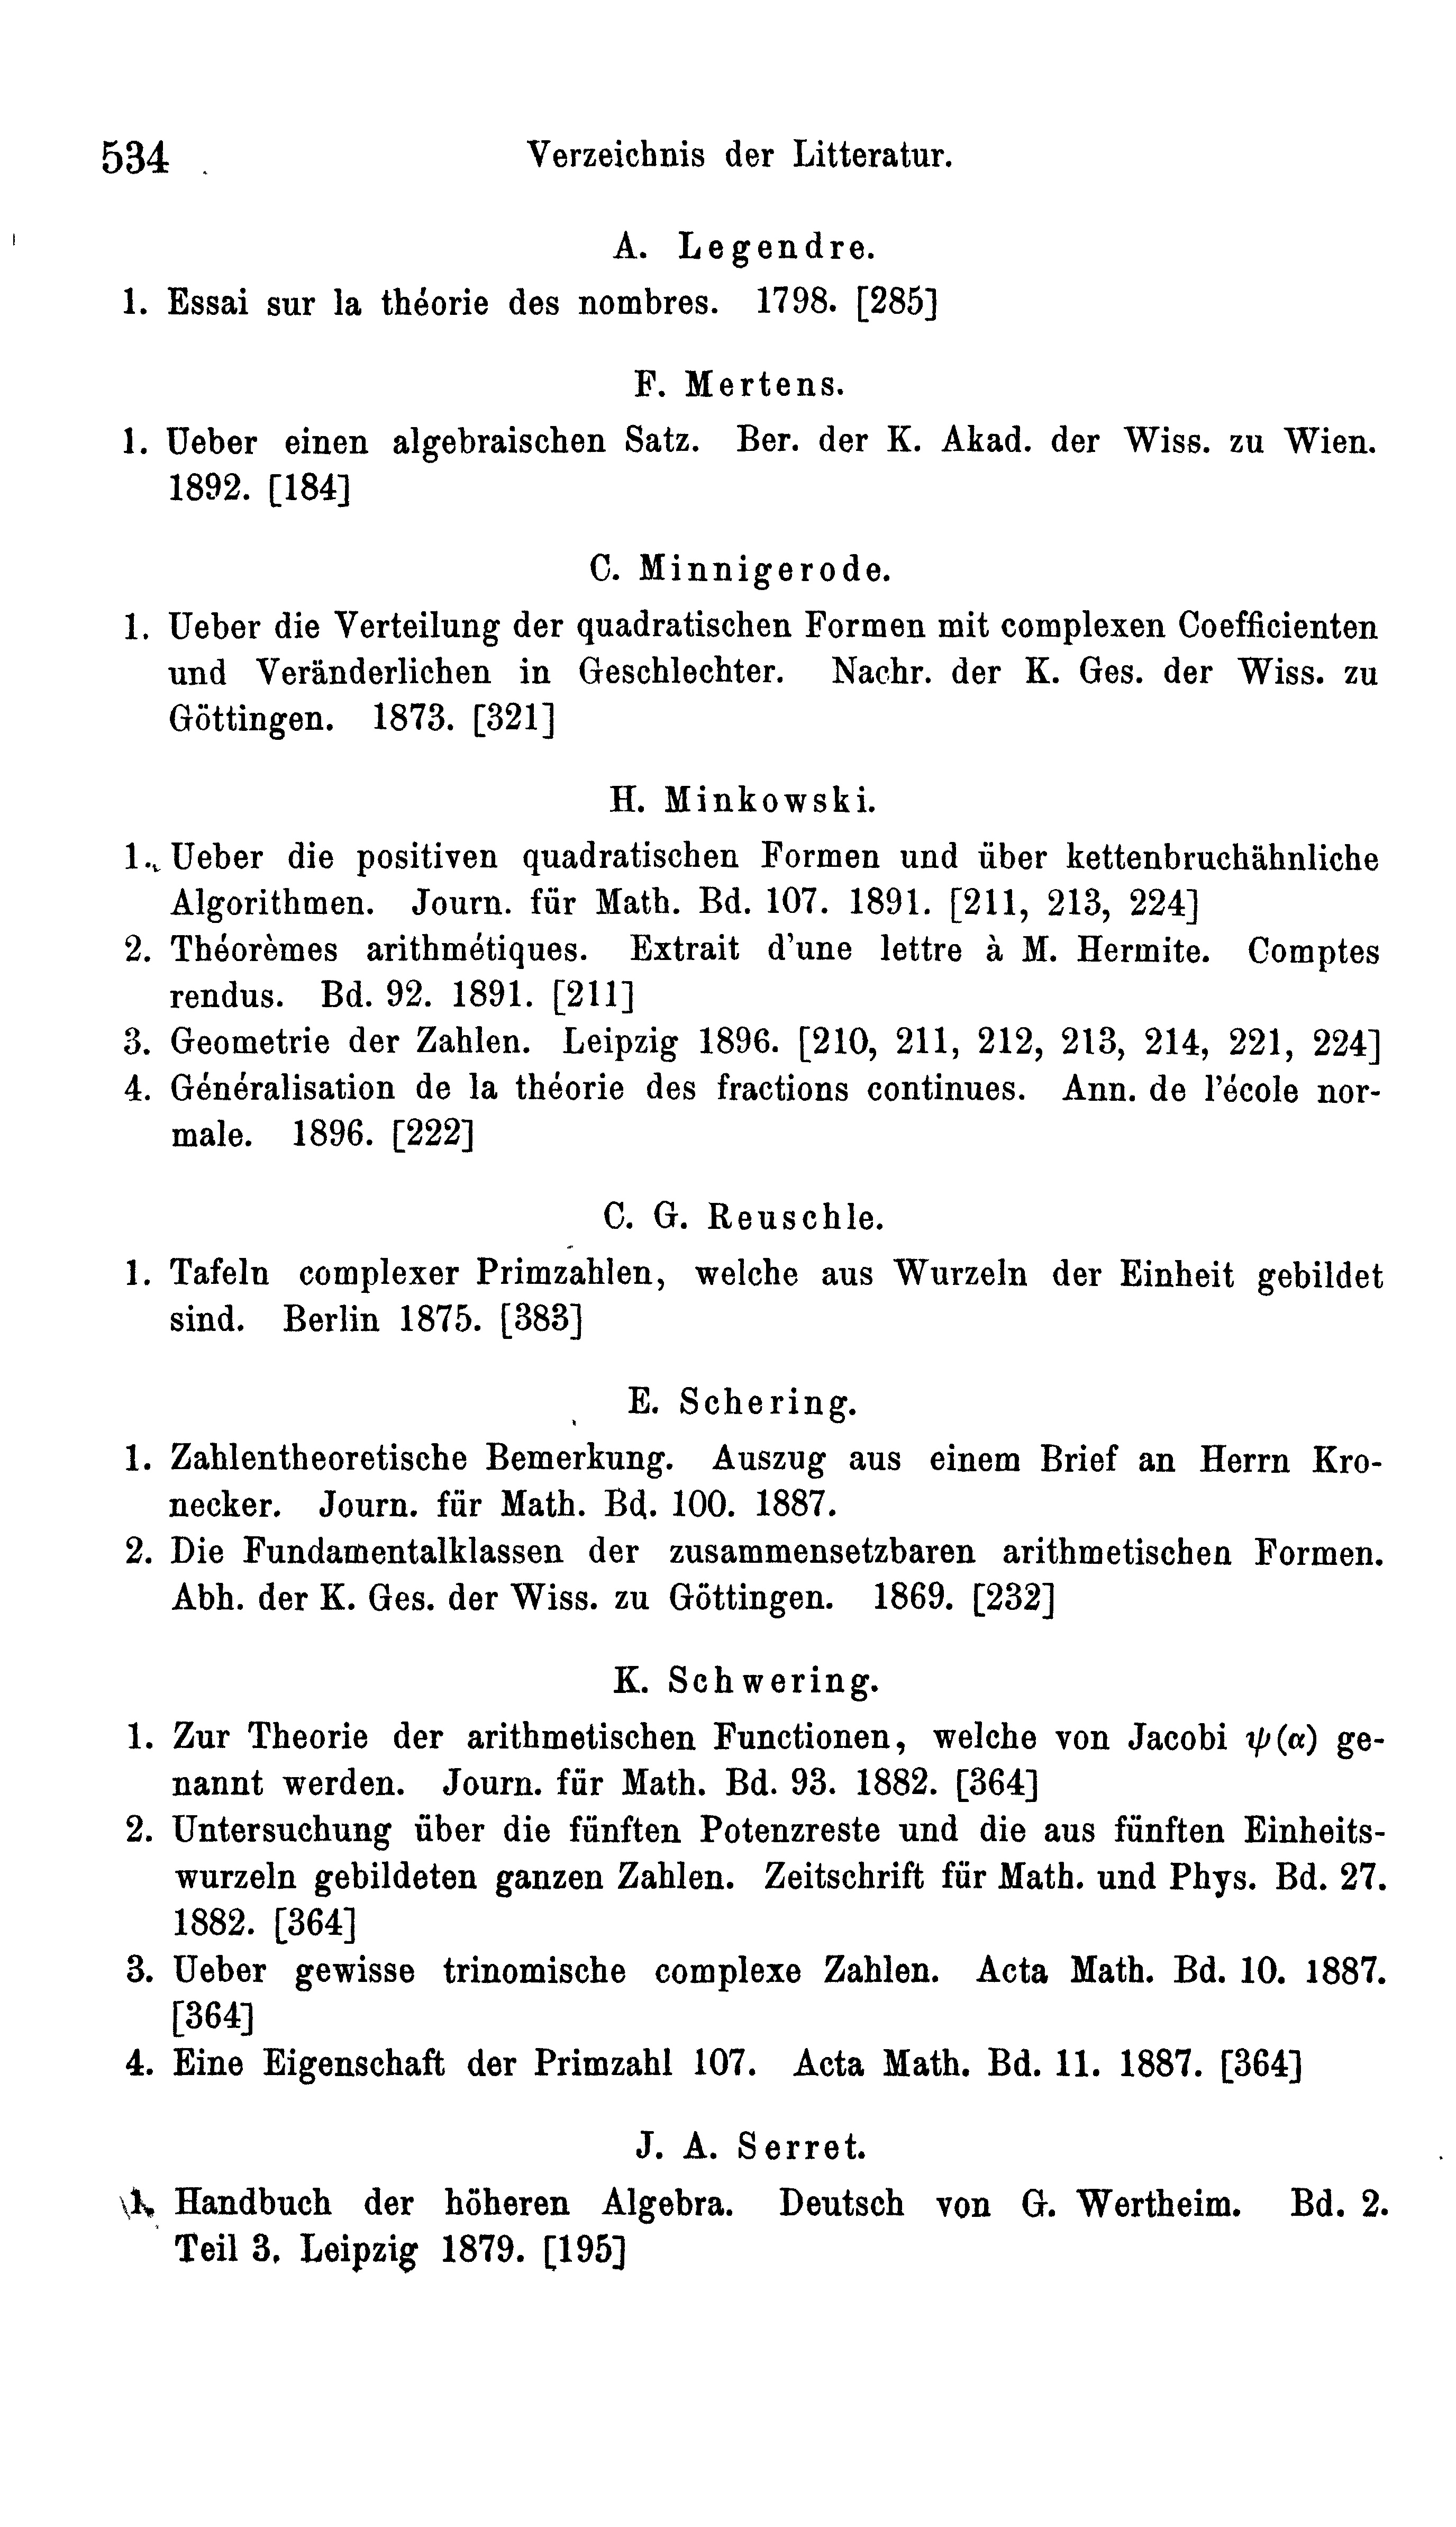 534 Verzeichnis der Litteratur.
A. Legendre.
1. Essai sur la théorie des nombres. 1798. [285]
F. Mertens.
1. Ueber einen algebraischen Satz. Ber. der K. Akad. der Wiss. zu Wien.
1892. [184]
C. Minnigerode.
1. Ueber die Verteilung der quadratischen Formen mit complexen Coefficienten
und Veränderlichen in Geschlechter. Nachr. der K. Ges. der Wiss. zu
Göttingen. 1873. [321]
H. Minkowski.
1. Ueber die positiven quadratischen Formen und über kettenbruchähnliche
Algorithmen. Journ. für Math. Bd. 107. 1891. [211, 213, 224]
2. Théorèmes arithmétiques. Extrait d'une lettre à M. Hermite. Comptes
rendus. Bd. 92. 1891. [211]
3. Geometrie der Zahlen. Leipzig 1896. [210, 211, 212, 213, 214, 221, 224]
4. Généralisation de la théorie des fractions continues. Ann. de l'école nor-
male. 1896. [222]
C. G. Reuschle.
1. Tafeln complexer Primzahlen, welche aus Wurzeln der Einheit gebildet
sind. Berlin 1875. [383]
E. Schering.
1. Zahlentheoretische Bemerkung. Auszug aus einem Brief an Herrn Kro-
necker. Journ. für Math. Bd. 100. 1887.
2. Die Fundamentalklassen der zusammensetzbaren arithmetischen Formen.
Abh. der K. Ges. der Wiss. zu Göttingen. 1869. [232]
K. Schwering.
1. Zur Theorie der arithmetischen Functionen, welche von Jacobi ψ(α) ge-
nannt werden. Journ. für Math. Bd. 93. 1882. [364]
2. Untersuchung über die fünften Potenzreste und die aus fünften Einheits-
wurzeln gebildeten ganzen Zahlen. Zeitschrift für Math. und Phys. Bd. 27.
1882. [364]
3. Ueber gewisse trinomische complexe Zahlen. Acta Math. Bd. 10. 1887.
[364]
4. Eine Eigenschaft der Primzahl 107. Acta Math. Bd. 11. 1887. [364]
J. A. Serret.
1. Handbuch der höheren Algebra. Deutsch von G. Wertheim. Bd. 2.
Teil 3. Leipzig 1879. [195]